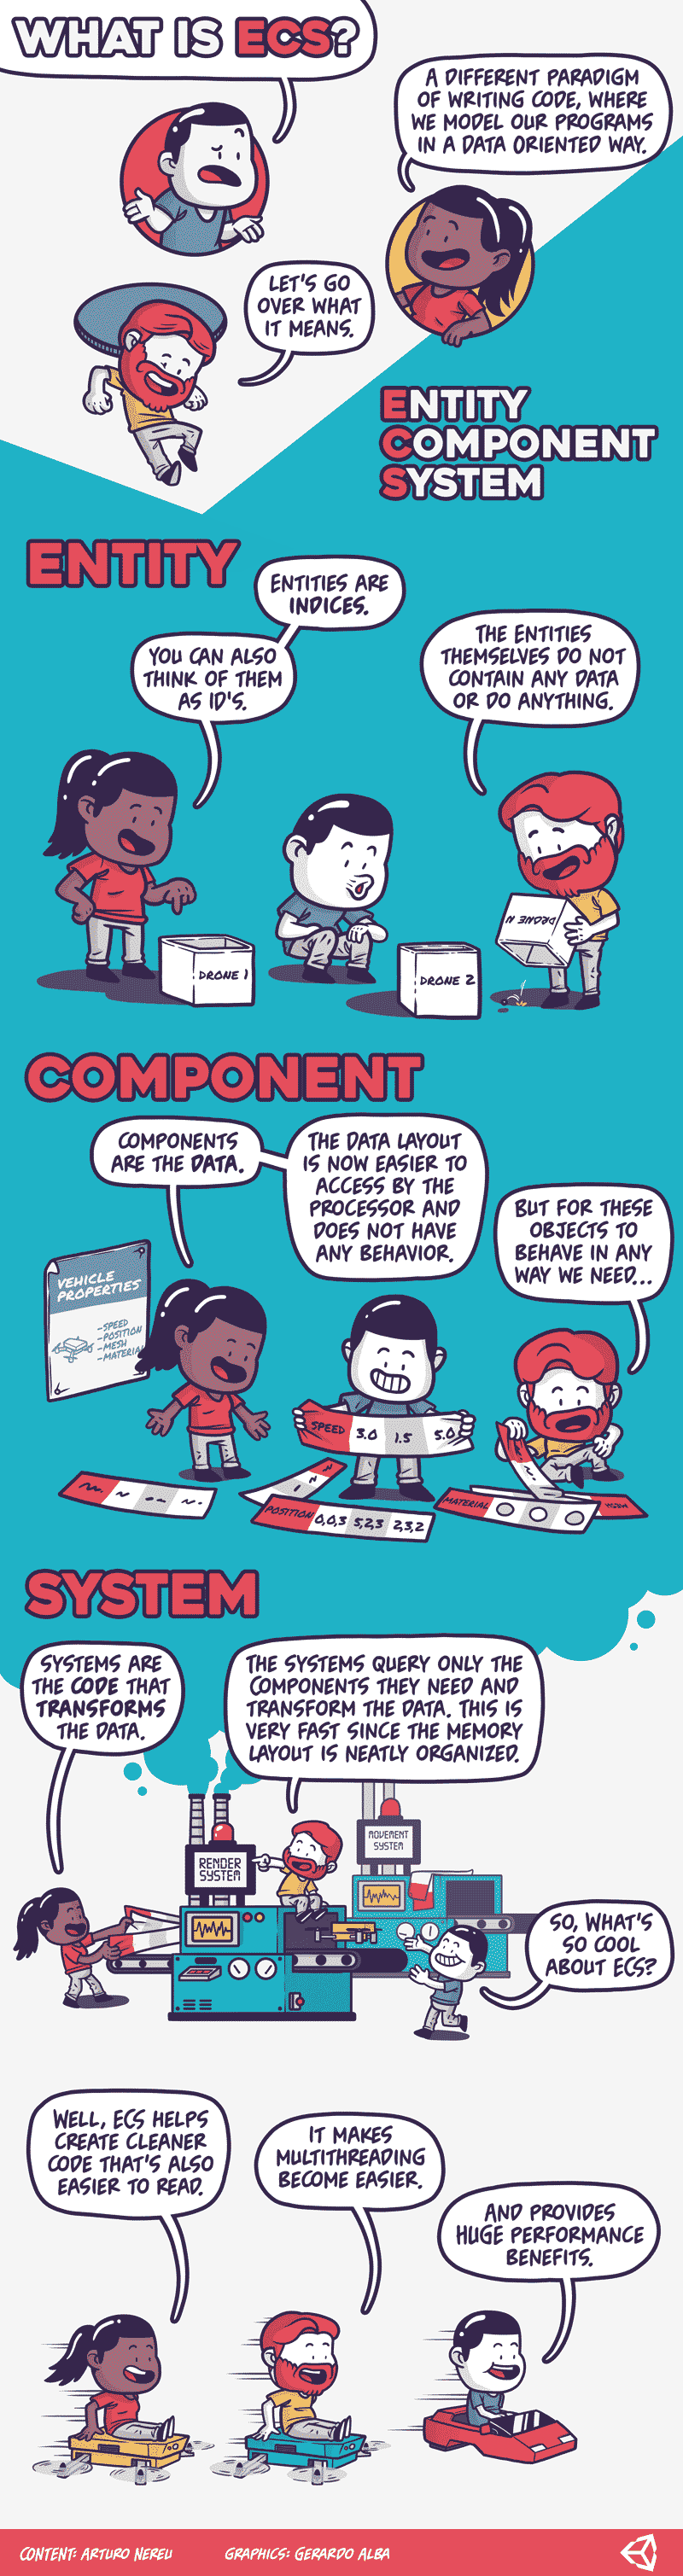 WHAT IS ECS?
A DIFFERENT PARADIGM
OF WRITING CODE, WHERE
WE MODEL OUR PROGRAMS
IN A DATA ORIENTED WAY.
LET'S GO
OVER WHAT
IT MEANS.
ENTITY
COMPONENT
SYSTEM
ENTITY
ENTITIES ARE
INDICES.
YOU CAN ALSO
THINK OF THEM
AS ID'S.
THE ENTITIES
THEMSELVES DO NOT
CONTAIN ANY DATA
OR DO ANYTHING.
DRONE 1
DRONE 2
DRONE N
COMPONENT
COMPONENTS
ARE THE DATA.
THE DATA LAYOUT
IS NOW EASIER TO
ACCESS BY THE
PROCESSOR AND
DOES NOT HAVE
ANY BEHAVIOR.
BUT FOR THESE
OBJECTS TO
BEHAVE IN ANY
WAY WE NEED...
VEHICLE
PROPERTIES
-SPEED
-POSITION
-MESH
-MATERIAL
SPEED 3.0 1.5 5.0
POSITION 0,0,3 5,2,3 2,3,2
MATERIAL
MESH
SYSTEM
SYSTEMS ARE
THE CODE THAT
TRANSFORMS
THE DATA.
THE SYSTEMS QUERY ONLY THE
COMPONENTS THEY NEED AND
TRANSFORM THE DATA. THIS IS
VERY FAST SINCE THE MEMORY
LAYOUT IS NEATLY ORGANIZED.
RENDER
SYSTEM
MOVEMENT
SYSTEM
SO, WHAT'S
SO COOL
ABOUT ECS?
WELL, ECS HELPS
CREATE CLEANER
CODE THAT'S ALSO
EASIER TO READ.
IT MAKES
MULTITHREADING
BECOME EASIER.
AND PROVIDES
HUGE PERFORMANCE
BENEFITS.
CONTENT: ARTURO NEREU
GRAPHICS: GERARDO ALBA